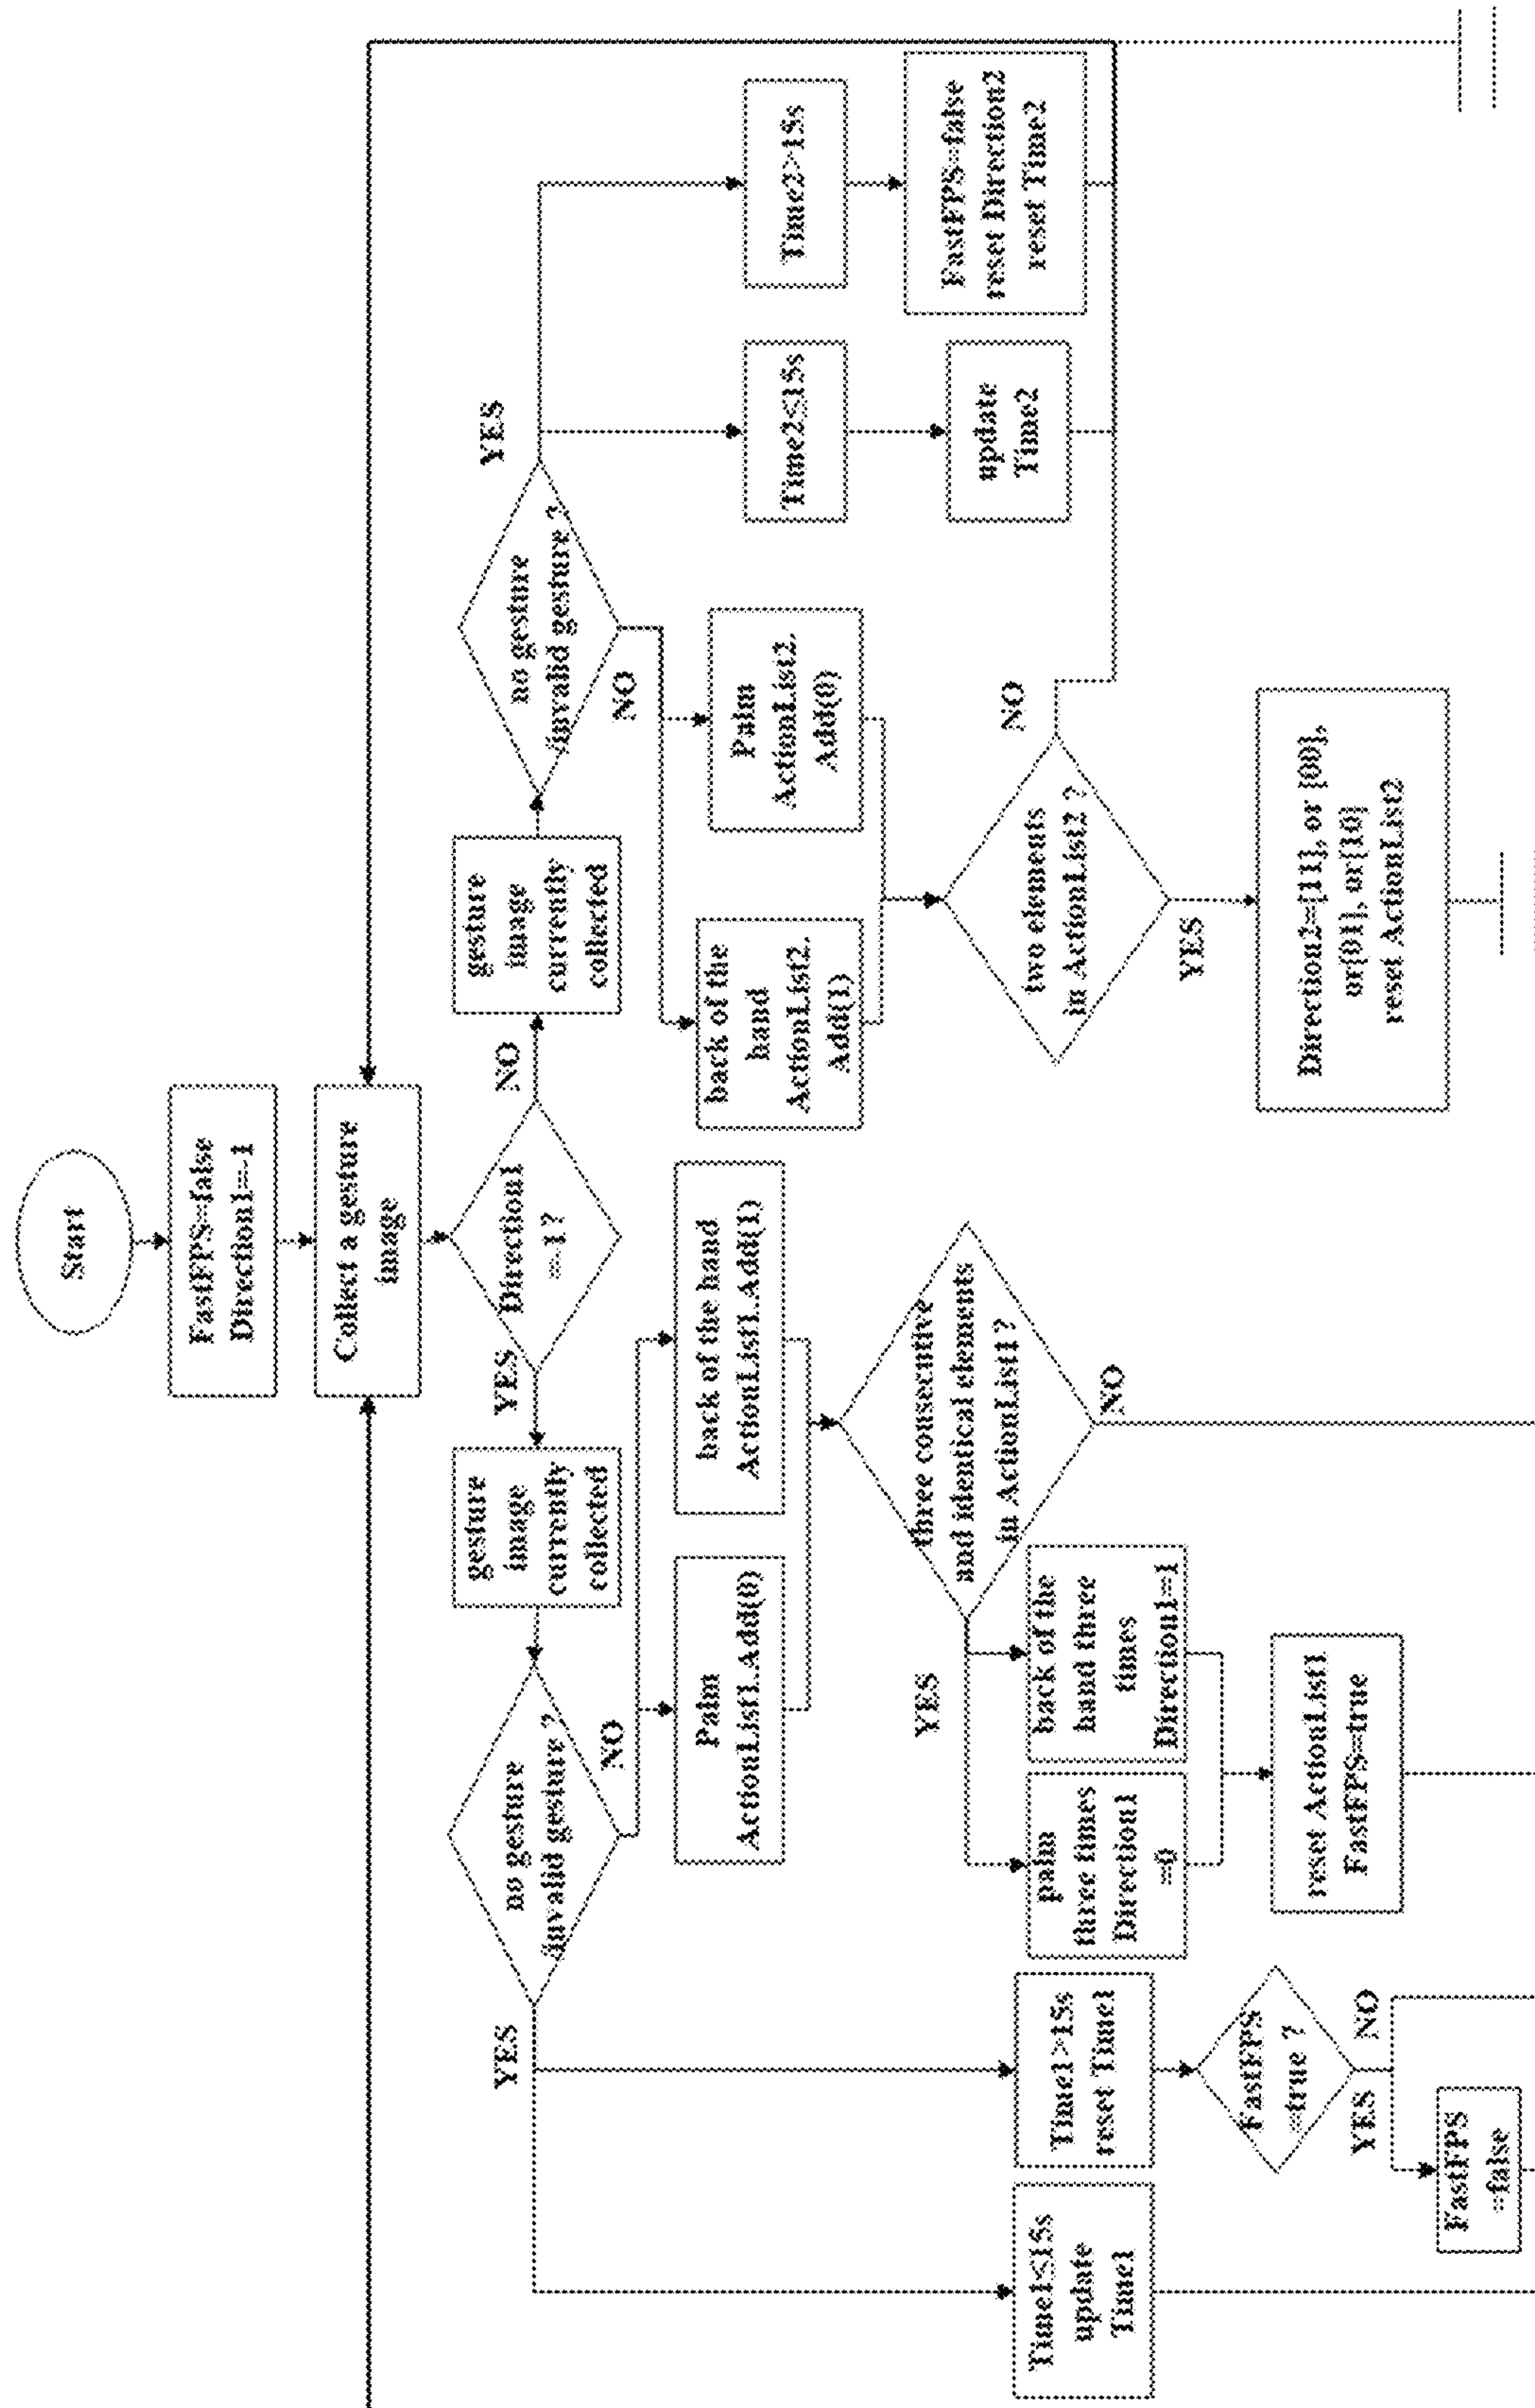 Start
FastFPS=false
Direction1=-1
Collect a gesture
image
Direction1
=-1?
YES
NO
gesture
image
currently
collected
no gesture
/invalid gesture ?
YES
NO
Palm
ActionList1.Add(0)
back of the hand
ActionList1.Add(1)
three consecutive
and identical elements
in ActionList1 ?
YES
NO
palm
three times
Direction1
=0
back of the
hand three
times
Direction1=1
reset ActionList1
FastFPS=true
Time1≤15s
update
Time1
Time1>15s
reset Time1
FastFPS
=true ?
YES
NO
FastFPS
=false
gesture
image
currently
collected
no gesture
/invalid gesture ?
YES
NO
back of the
hand
ActionList2.
Add(1)
Palm
ActionList2.
Add(0)
Time2≤15s
update
Time2
Time2>15s
FastFPS=false
reset Direction2
reset Time2
two elements
in ActionList2 ?
NO
YES
Direction2=[11], or [00],
or[01], or[10]
reset ActionList2